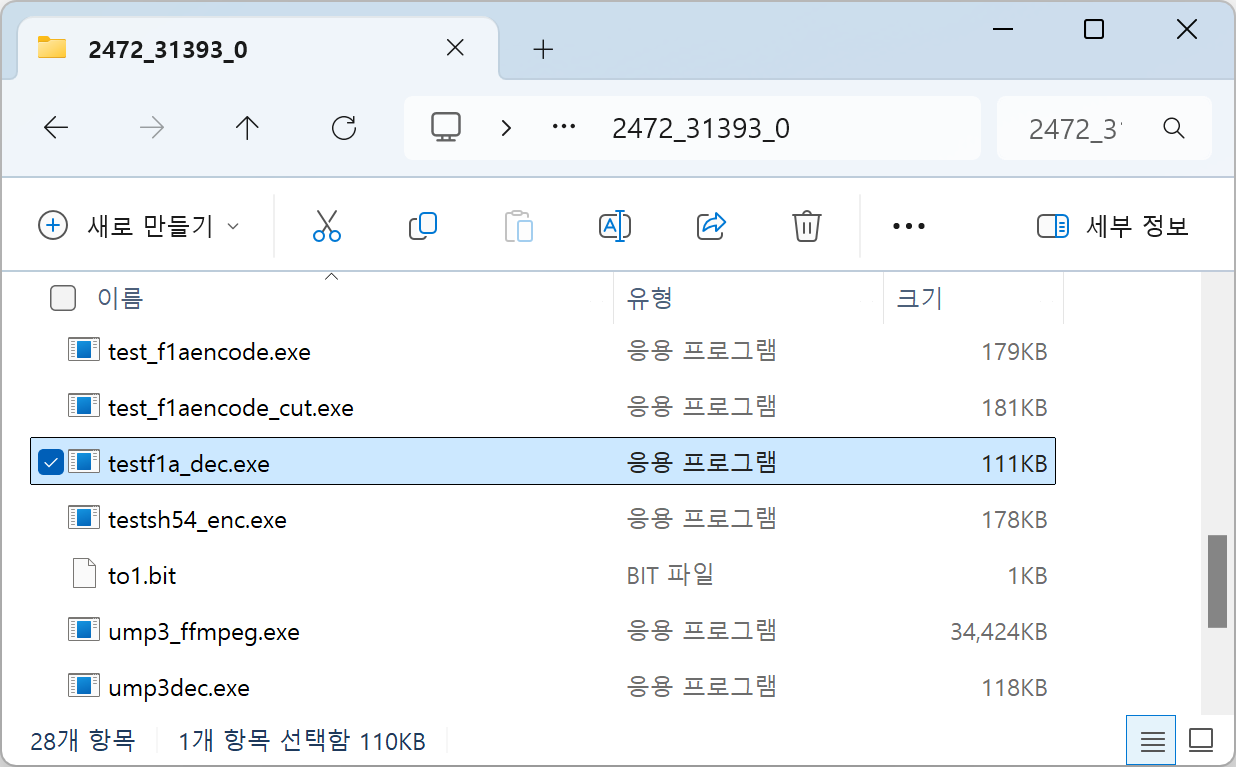 2472_31393_0
2472_31393_0 2472_3
새로 만들기 세부 정보
이름 유형 크기
test_f1aencode.exe 응용 프로그램 179KB
test_f1aencode_cut.exe 응용 프로그램 181KB
testf1a_dec.exe 응용 프로그램 111KB
testsh54_enc.exe 응용 프로그램 178KB
to1.bit BIT 파일 1KB
ump3_ffmpeg.exe 응용 프로그램 34,424KB
ump3dec.exe 응용 프로그램 118KB
28개 항목 1개 항목 선택함 110KB